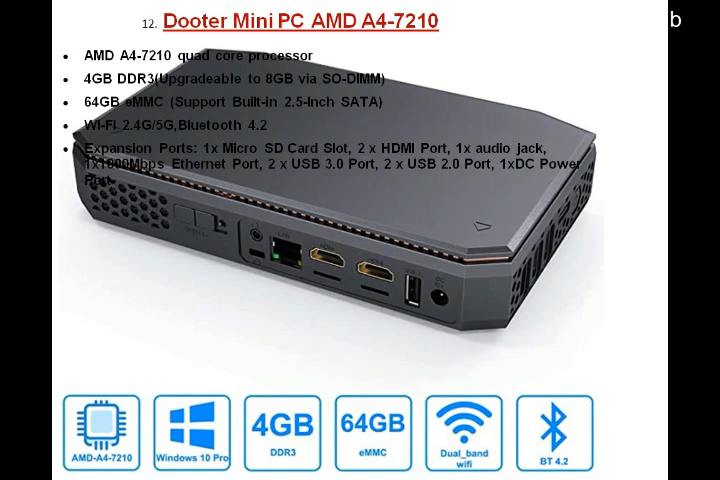 12. Dooter Mini PC AMD A4-7210
b
• AMD A4-7210 quad core processor
• 4GB DDR3(Upgradeable to 8GB via SO-DIMM)
• 64GB eMMC (Support Built-in 2.5-Inch SATA)
• Wi-Fi 2.4G/5G,Bluetooth 4.2
• Expansion Ports: 1x Micro SD Card Slot, 2 x HDMI Port, 1x audio jack,
1x1000Mbps Ethernet Port, 2 x USB 3.0 Port, 2 x USB 2.0 Port, 1xDC Power
Port
LAN
4GB
64GB
AMD-A4-7210
Windows 10 Pro
DDR3
eMMC
Dual_band
wifi
BT 4.2